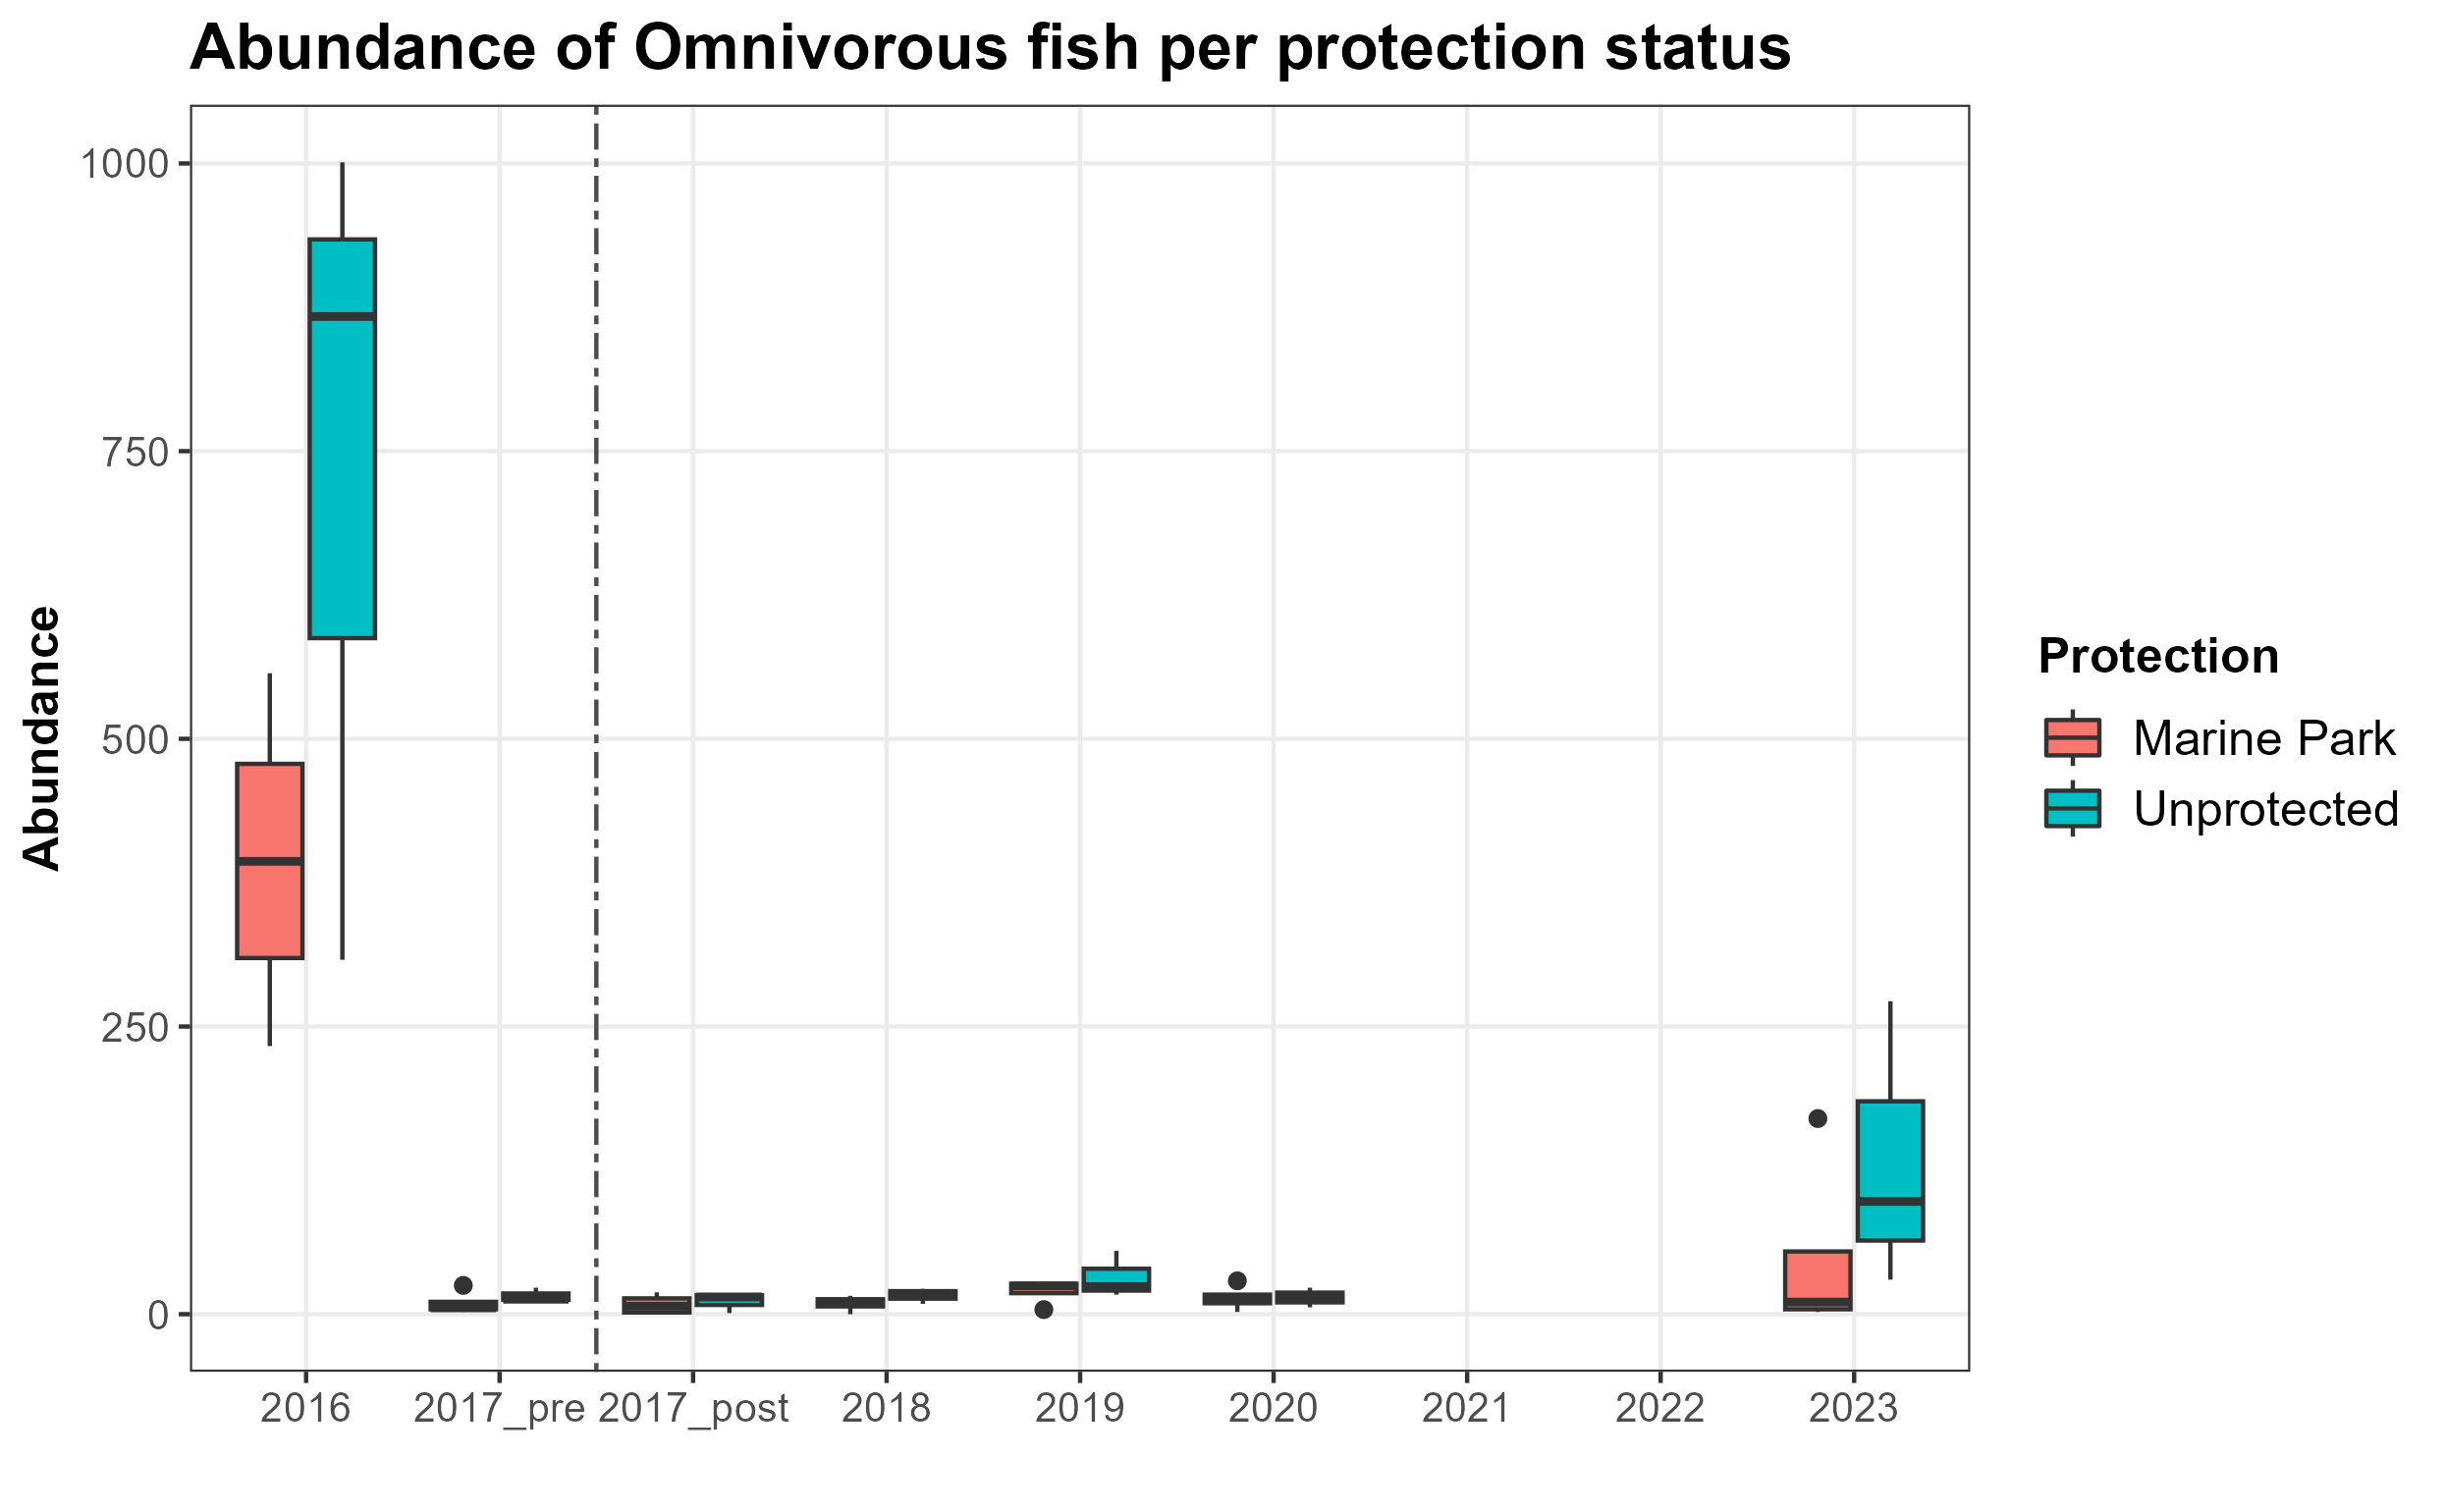 Abundance of Omnivorous fish per protection status
Abundance
1000
750
500
250
0
2016 2017_pre 2017_post 2018 2019 2020 2021 2022 2023
Protection
Marine Park
Unprotected